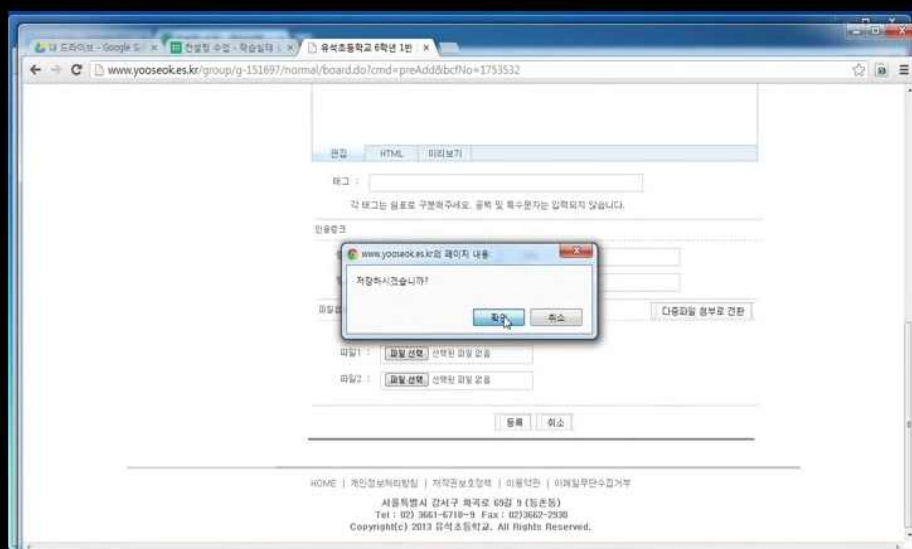 내 드라이브 - Google 드
컨설팅 수업 - 학습실태
유석초등학교 6학년 1반
www.yooseok.es.kr/group/g-151697/normal/board.do?cmd=preAdd&bcfNo=1753532
편집 HTML 미리보기
태그 :
각 태그는 쉼표로 구분해주세요. 공백 및 특수문자는 입력되지 않습니다.
인용링크
www.yooseok.es.kr의 페이지 내용:
저장하시겠습니까?
확인 취소
다중파일 첨부로 전환
파일1 : 파일 선택 선택된 파일 없음
파일2 : 파일 선택 선택된 파일 없음
등록 취소
HOME | 개인정보처리방침 | 저작권보호정책 | 이용약관 | 이메일무단수집거부
서울특별시 강서구 화곡로 69길 9 (등촌동)
Tel : 02) 3661-6710~9 Fax : 02)3662-2930
Copyright(c) 2013 유석초등학교. All Rights Reserved.